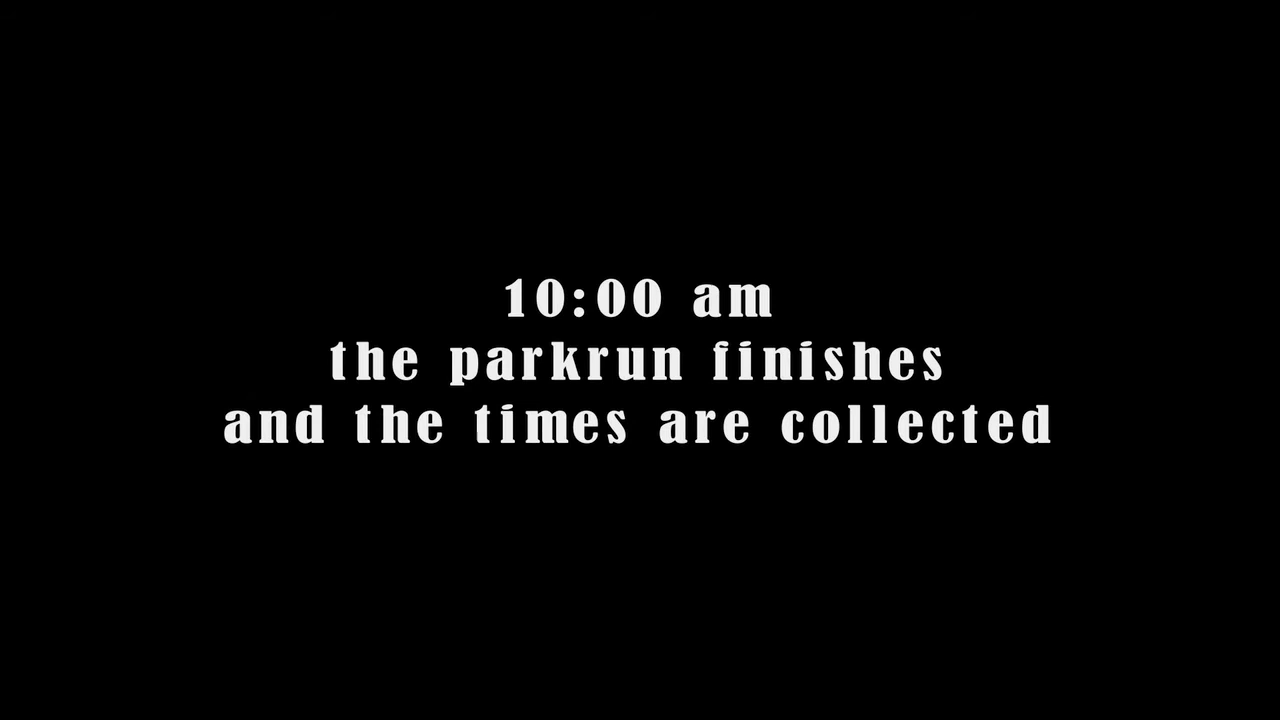 10:00 am
the parkrun finishes
and the times are collected